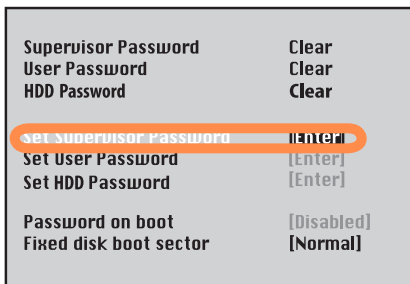 Supervisor Password Clear
User Password Clear
HDD Password Clear
Set Supervisor Password [Enter]
Set User Password [Enter]
Set HDD Password [Enter]
Password on boot [Disabled]
Fixed disk boot sector [Normal]